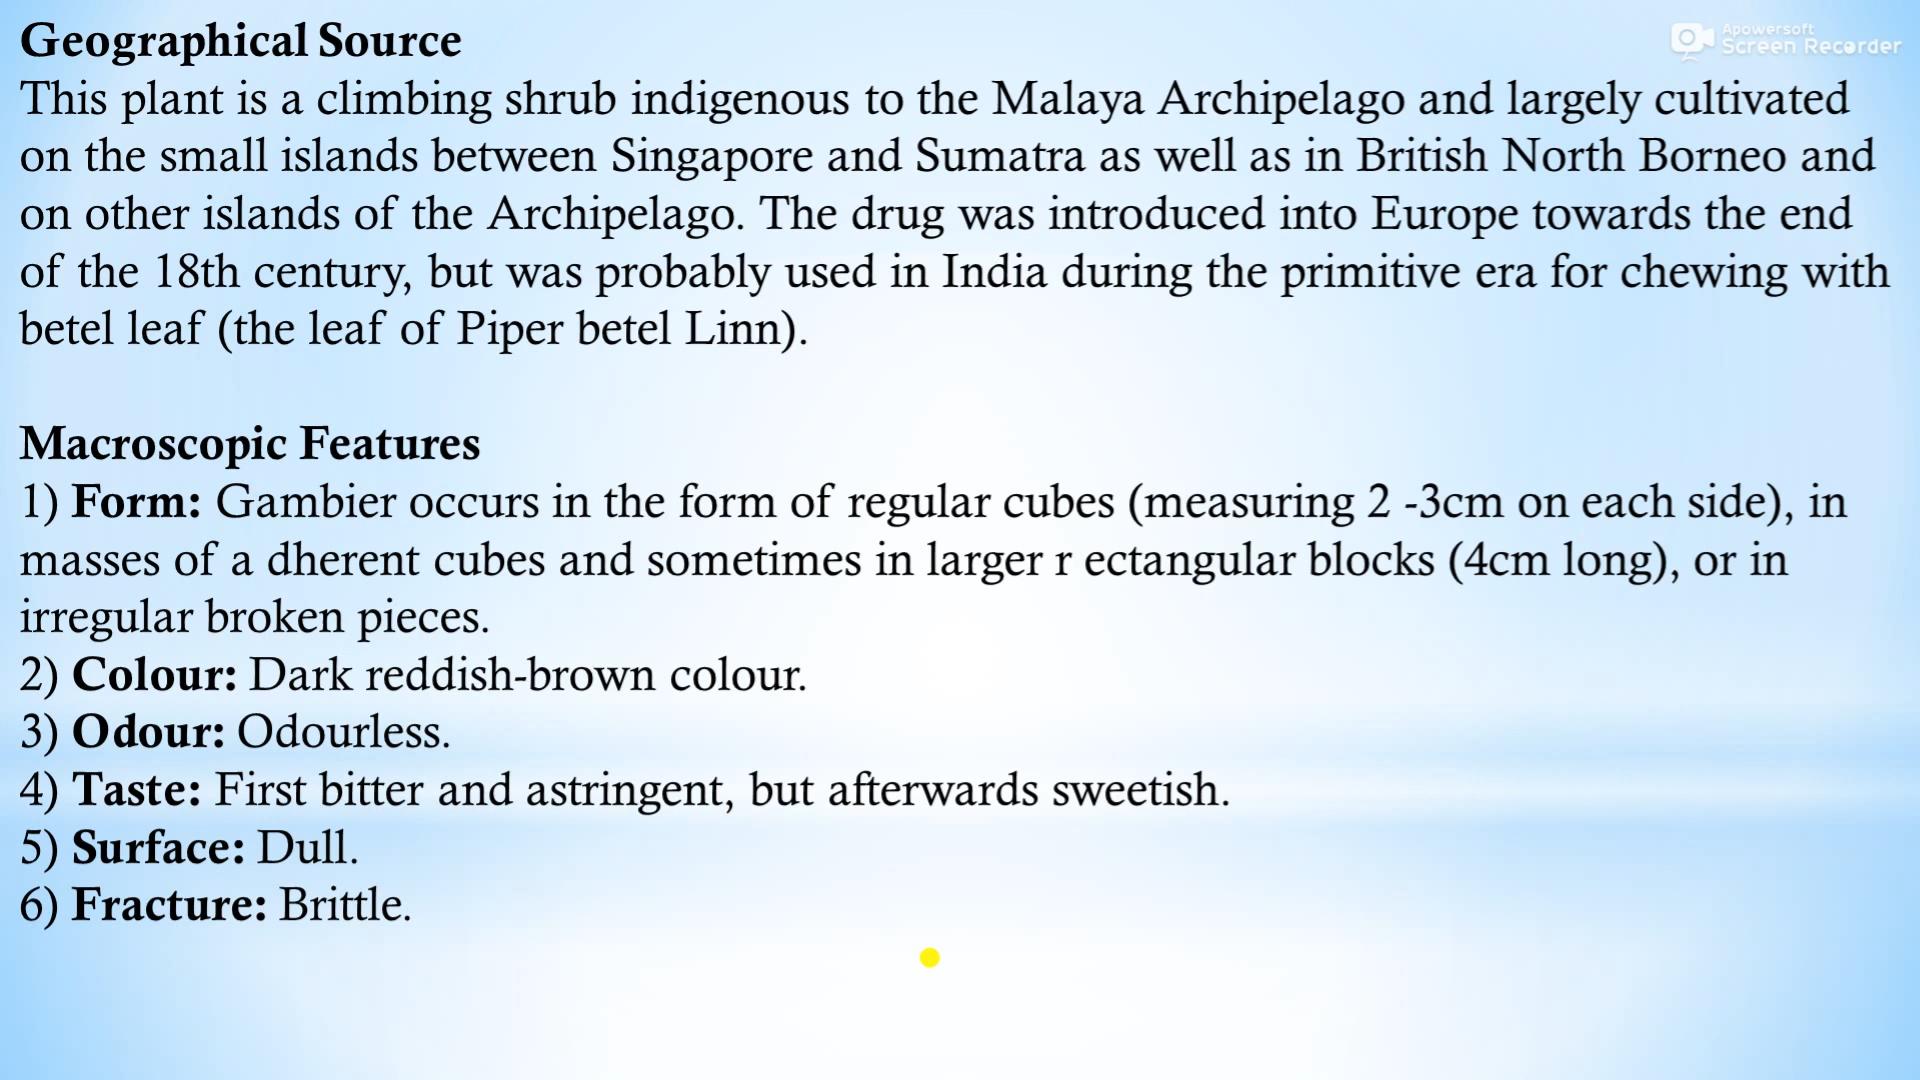 Geographical Source
Apowersoft
Screen Recorder
This plant is a climbing shrub indigenous to the Malaya Archipelago and largely cultivated
on the small islands between Singapore and Sumatra as well as in British North Borneo and
on other islands of the Archipelago. The drug was introduced into Europe towards the end
of the 18th century, but was probably used in India during the primitive era for chewing with
betel leaf (the leaf of Piper betel Linn).
Macroscopic Features
1) Form: Gambier occurs in the form of regular cubes (measuring 2 -3cm on each side), in
masses of a dherent cubes and sometimes in larger r ectangular blocks (4cm long), or in
irregular broken pieces.
2) Colour: Dark reddish-brown colour.
3) Odour: Odourless.
4) Taste: First bitter and astringent, but afterwards sweetish.
5) Surface: Dull.
6) Fracture: Brittle.